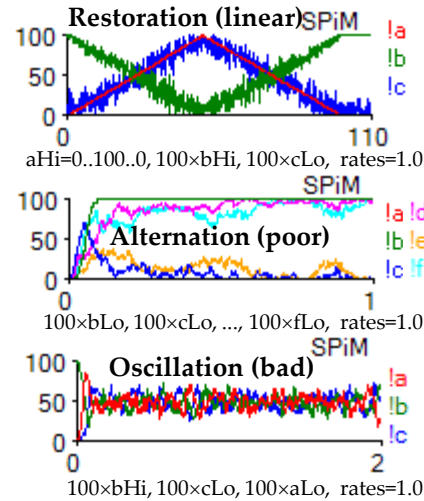 Restoration (linear)
SPiM
100
50
0
0
110
!a
!b
!c
aHi=0..100..0, 100×bHi, 100×cLo, rates=1.0
SPiM
100
50
0
Alternation (poor)
0
1
!a !d
!b !e
!c !f
100×bLo, 100×cLo, ..., 100×fLo, rates=1.0
SPiM
Oscillation (bad)
100
50
0
0
2
!a
!b
!c
100×bHi, 100×cLo, 100×aLo, rates=1.0